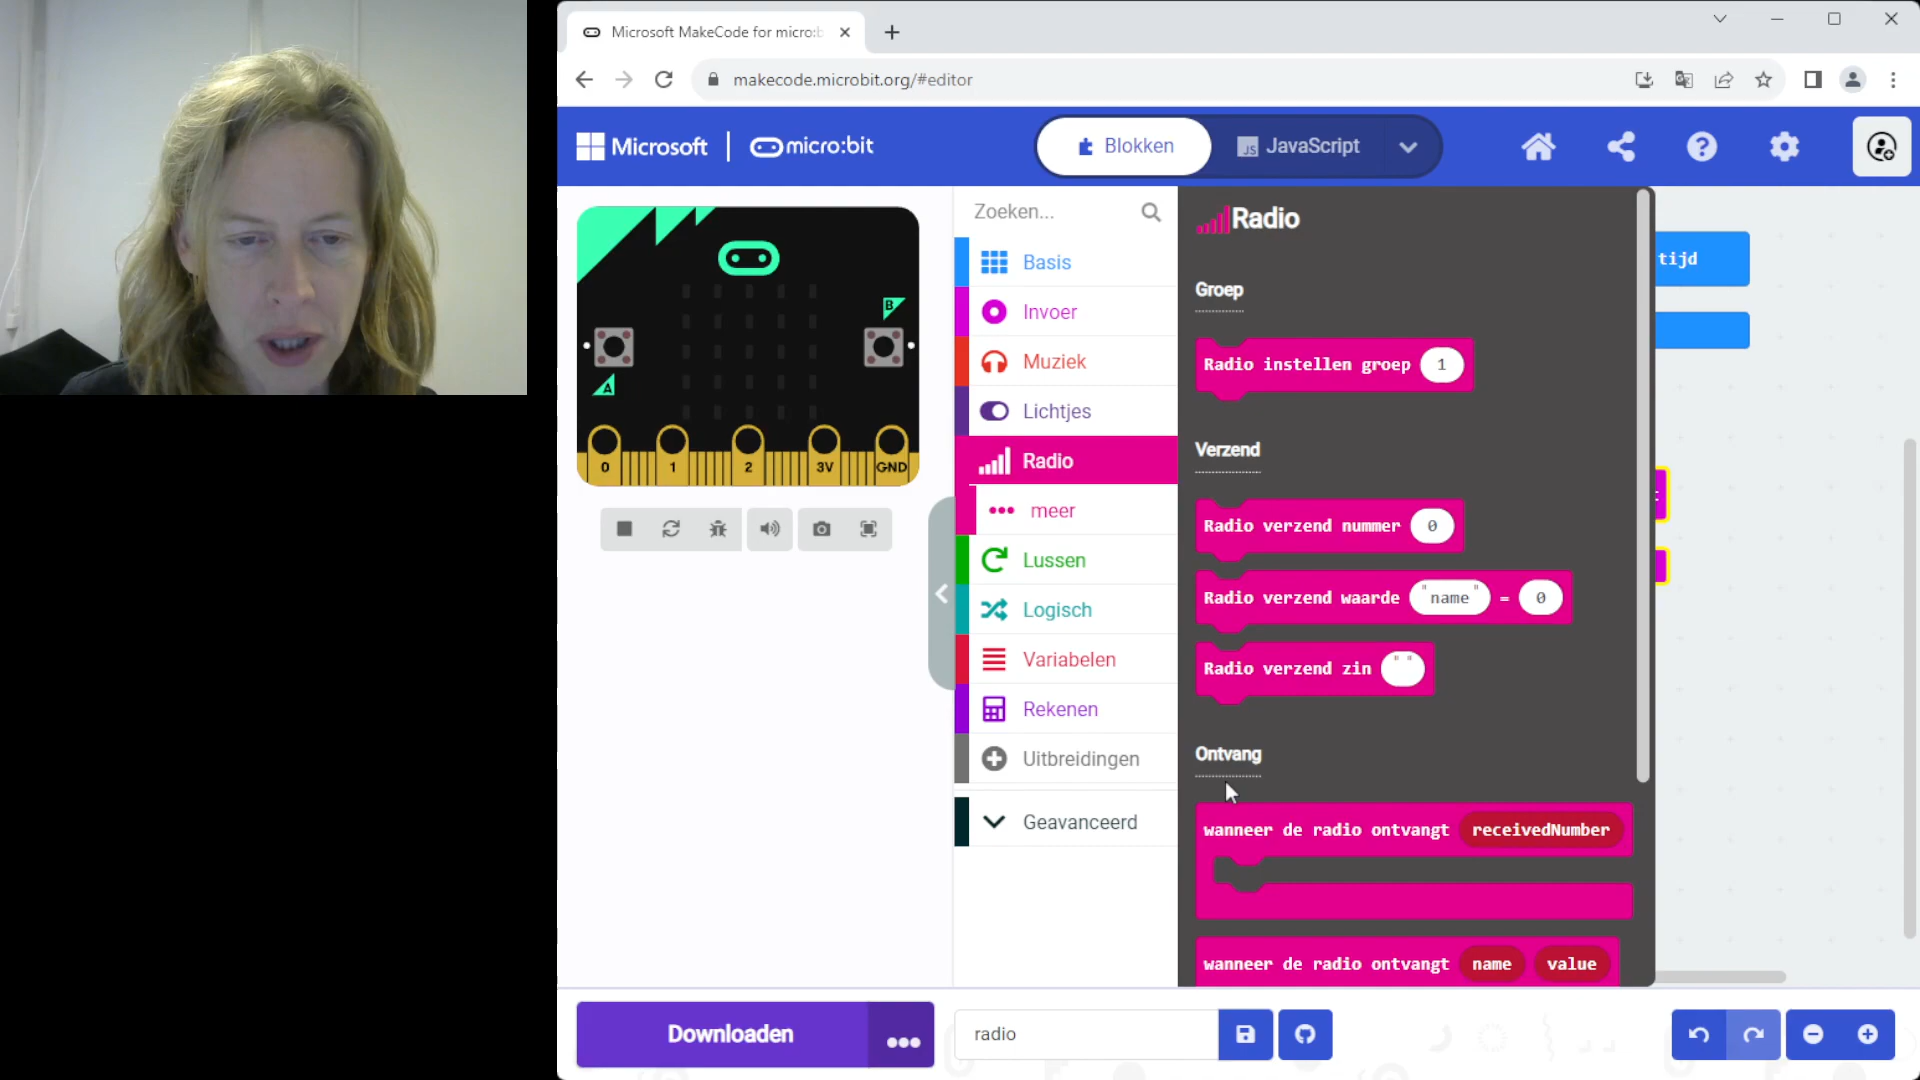 Microsoft MakeCode for micro:b
makecode.microbit.org/#editor
Microsoft | micro:bit
Blokken
JS JavaScript
Zoeken...
Basis
Invoer
Muziek
Lichtjes
Radio
meer
Lussen
Logisch
Variabelen
Rekenen
Uitbreidingen
Geavanceerd
B
A
0 1 2 3V GND
Radio
Groep
Radio instellen groep 1
Verzend
Radio verzend nummer 0
Radio verzend waarde "name" = 0
Radio verzend zin " "
Ontvang
wanneer de radio ontvangt receivedNumber
wanneer de radio ontvangt name value
tijd
Downloaden
radio